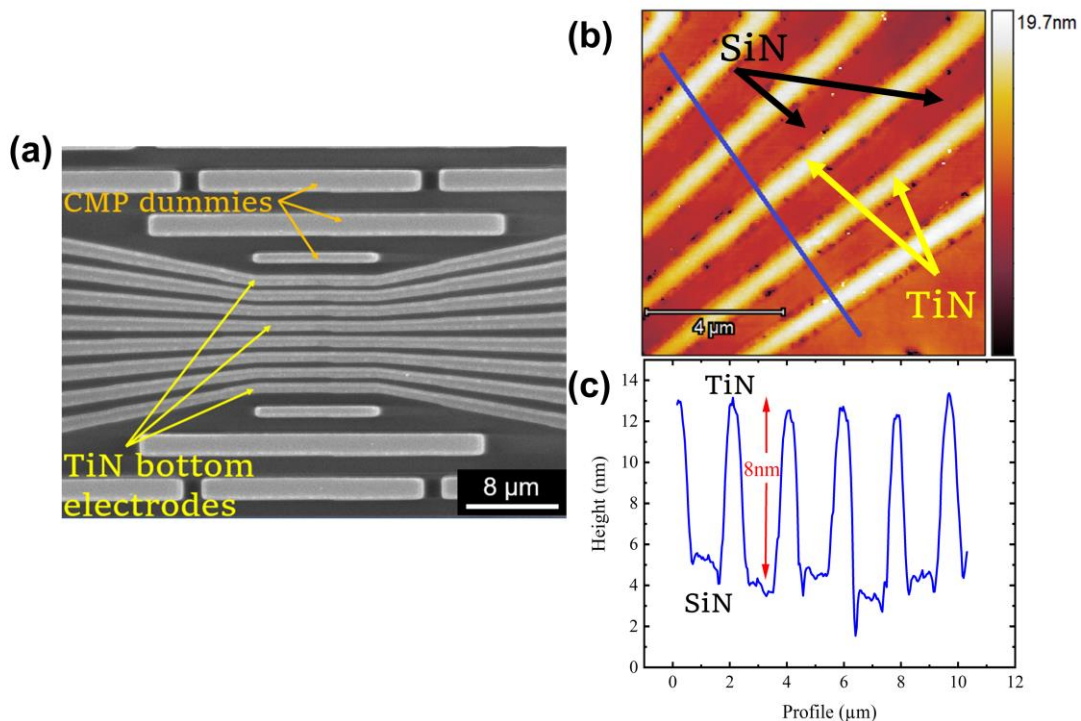 (a)
CMP dummies
TiN bottom
electrodes
8 µm
(b)
19.7nm
SiN
TiN
4 µm
(c)
14
12
10
8
6
4
2
0
Height (nm)
TiN
8nm
SiN
0
2
4
6
8
10
12
Profile (µm)